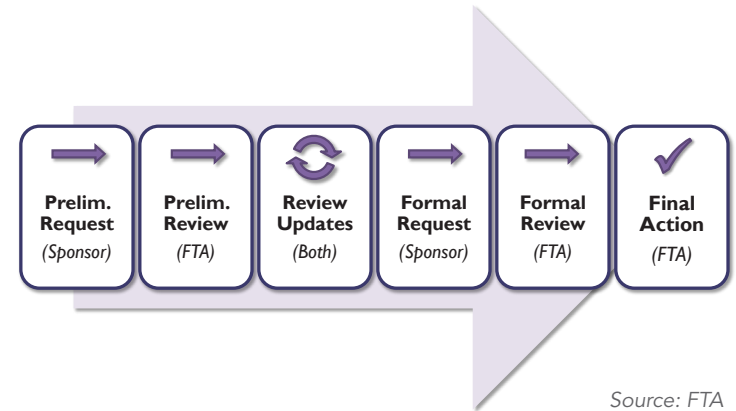 Prelim.
Request
(Sponsor)
Prelim.
Review
(FTA)
Review
Updates
(Both)
Formal
Request
(Sponsor)
Formal
Review
(FTA)
Final
Action
(FTA)
Source: FTA